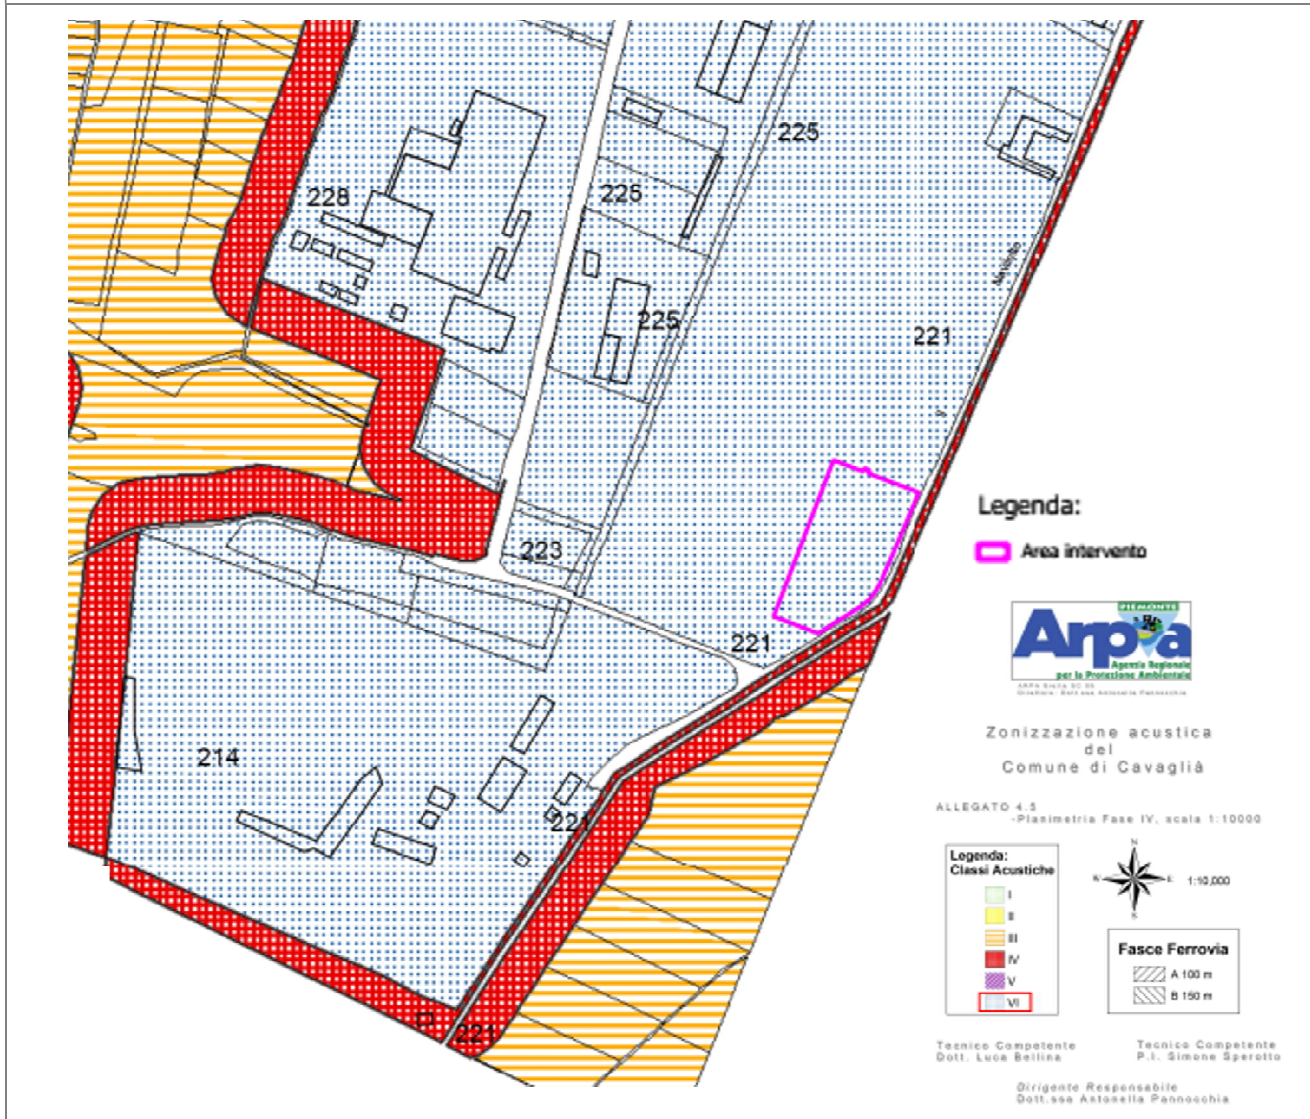 228
225
225
225
Naviglio
221
223
221
214
221
221
Legenda:
Area intervento
PIEMONTE
Arpa
Agenzia Regionale
per la Protezione Ambientale
Zonizzazione acustica
del
Comune di Cavaglià
ALLEGATO 4.5
-Planimetria Fase IV, scala 1:10000
Legenda:
Classi Acustiche
I
II
III
IV
V
VI
N
W E
S
1:10,000
Fasce Ferrovia
A 100 m
B 150 m
Tecnico Competente
Dott. Luca Bellina
Tecnico Competente
P.I. Simone Sperotto
Dirigente Responsabile
Dott.ssa Antonella Pannocchia